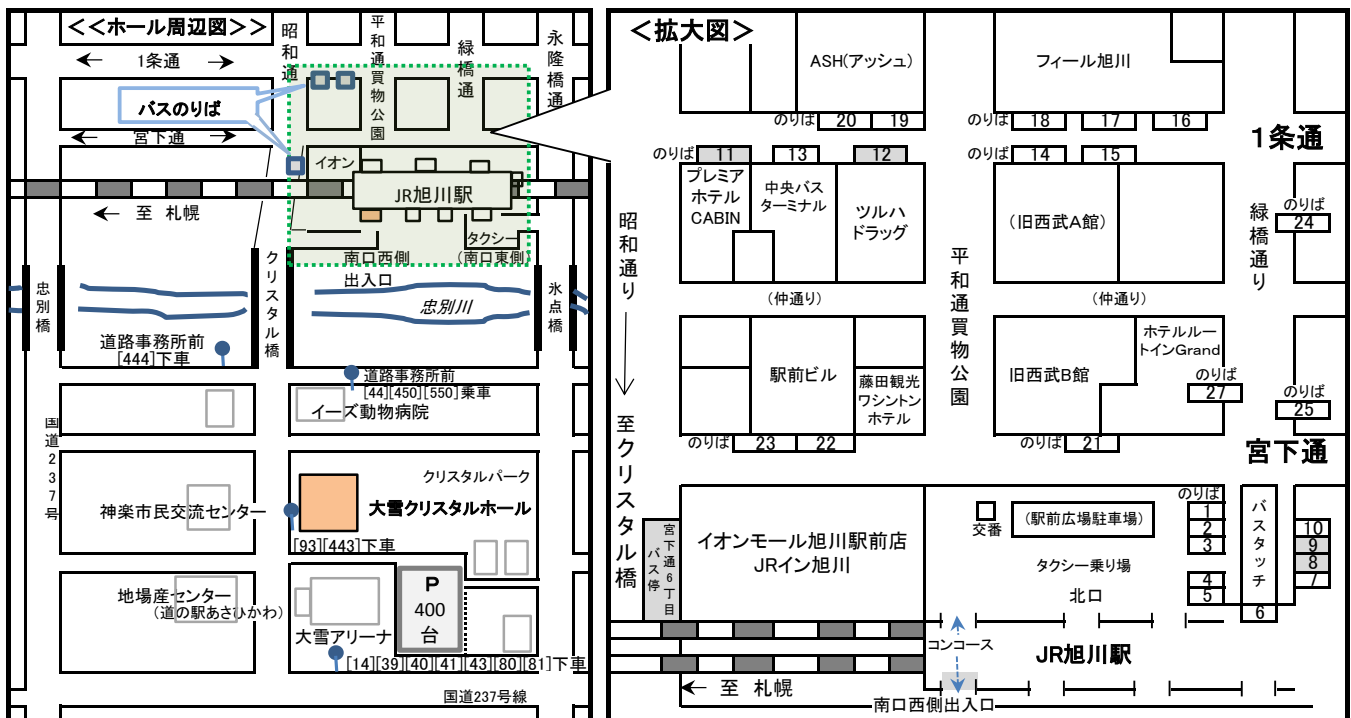 <<ホール周辺図>>
昭和通
平和通買物公園
緑橋通
永隆橋通
← 1条通 →
バスのりば
← 宮下通 →
イオン
JR旭川駅
← 至 札幌
タクシー
南口西側
出入口
(南口東側)
忠別橋
クリスタル橋
忠別川
氷点橋
道路事務所前
[444]下車
道路事務所前
[44][450][550]乗車
イーズ動物病院
国道237号
クリスタルパーク
神楽市民交流センター
大雪クリスタルホール
[93][443]下車
地場産センター
(道の駅あさひかわ)
P
400
台
大雪アリーナ
[14][39][40][41][43][80][81]下車
国道237号線
<拡大図>
ASH(アッシュ)
フィール旭川
のりば 20 19
のりば 18 17 16
1条通
のりば 11 13 12
のりば 14 15
プレミア
ホテル
CABIN
中央バス
ターミナル
ツルハ
ドラッグ
(旧西武A館)
緑橋通り
のりば
24
昭和通り
平和通買物公園
(仲通り)
(仲通り)
駅前ビル
藤田観光
ワシントン
ホテル
旧西武B館
ホテルルー
トインGrand
のりば
27
のりば
25
のりば 23 22
のりば 21
宮下通
→ 至クリスタル橋
宮下通6丁目
バス停
イオンモール旭川駅前店
JRイン旭川
交番
(駅前広場駐車場)
タクシー乗り場
北口
のりば
1
2
3
4
5
バスタッチ
6
10
9
8
7
コンコース
JR旭川駅
← 至 札幌
南口西側出入口